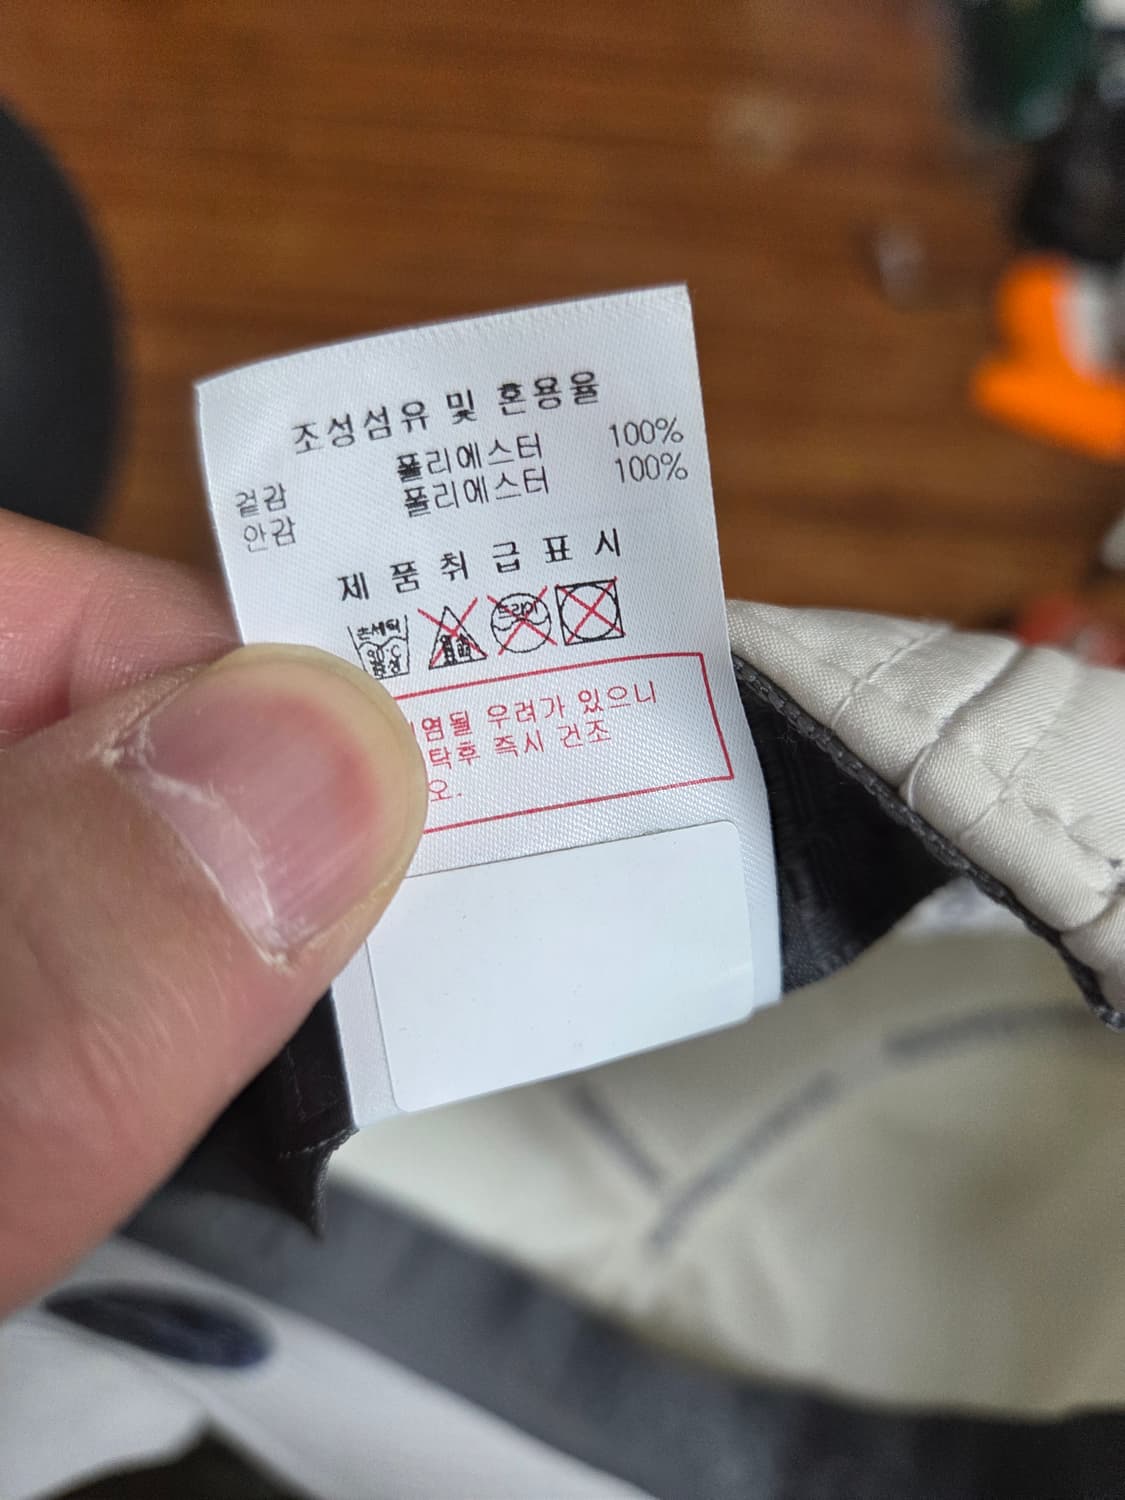 조성섬유 및 혼용율
겉감 폴리에스터 100%
안감 폴리에스터 100%
제 품 취 급 표 시
손세탁
드라이
염될 우려가 있으니
탁후 즉시 건조
오.